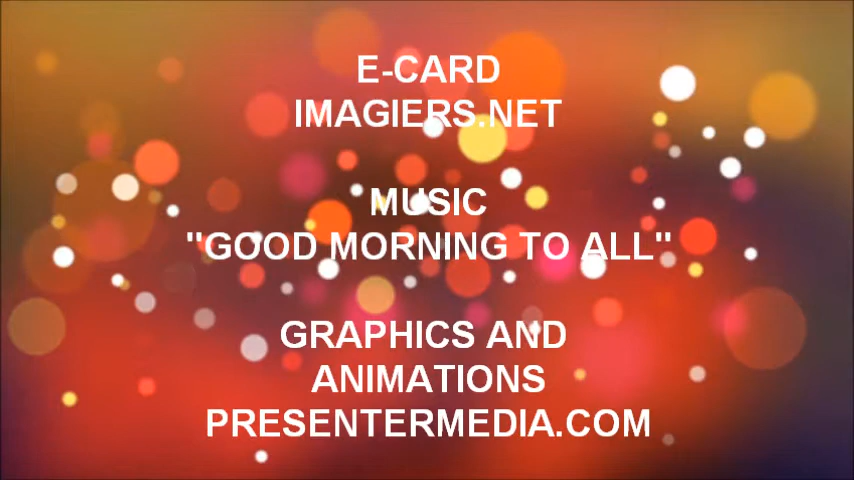 E-CARD
IMAGIERS.NET
MUSIC
"GOOD MORNING TO ALL"
GRAPHICS AND
ANIMATIONS
PRESENTERMEDIA.COM